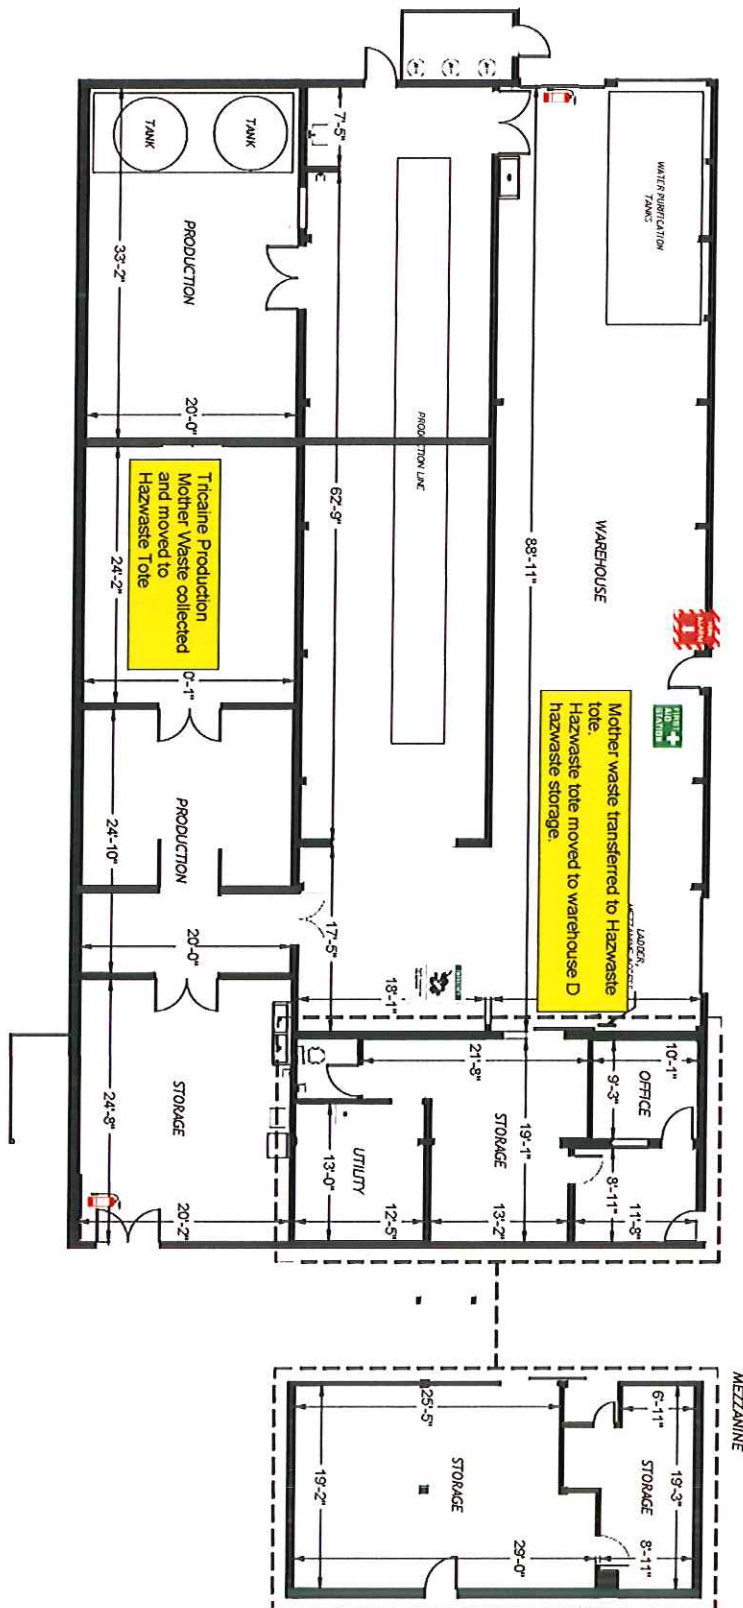 MEZZANINE
WATER PURIFICATION
TANKS
WAREHOUSE
88'-11"
FIRST
AID
STATION
Mother waste transferred to Hazwaste
tote.
Hazwaste tote moved to warehouse D
hazwaste storage.
LADDER,
PRODUCTION LINE
7'-5"
62'-9"
17'-5"
18'-1"
TANK
TANK
PRODUCTION
33'-2"
20'-0"
Tricaine Production
Mother Waste collected
and moved to
Hazwaste Tote
24'-2"
0'-1"
PRODUCTION
24'-10"
20'-0"
STORAGE
24'-8"
20'-2"
10'-1"
OFFICE
9'-3"
21'-8"
STORAGE
19'-1"
8'-11"
11'-8"
13'-2"
UTILITY
13'-0"
12'-5"
6'-11"
STORAGE
19'-3"
8'-11"
25'-5"
STORAGE
19'-2"
29'-0"